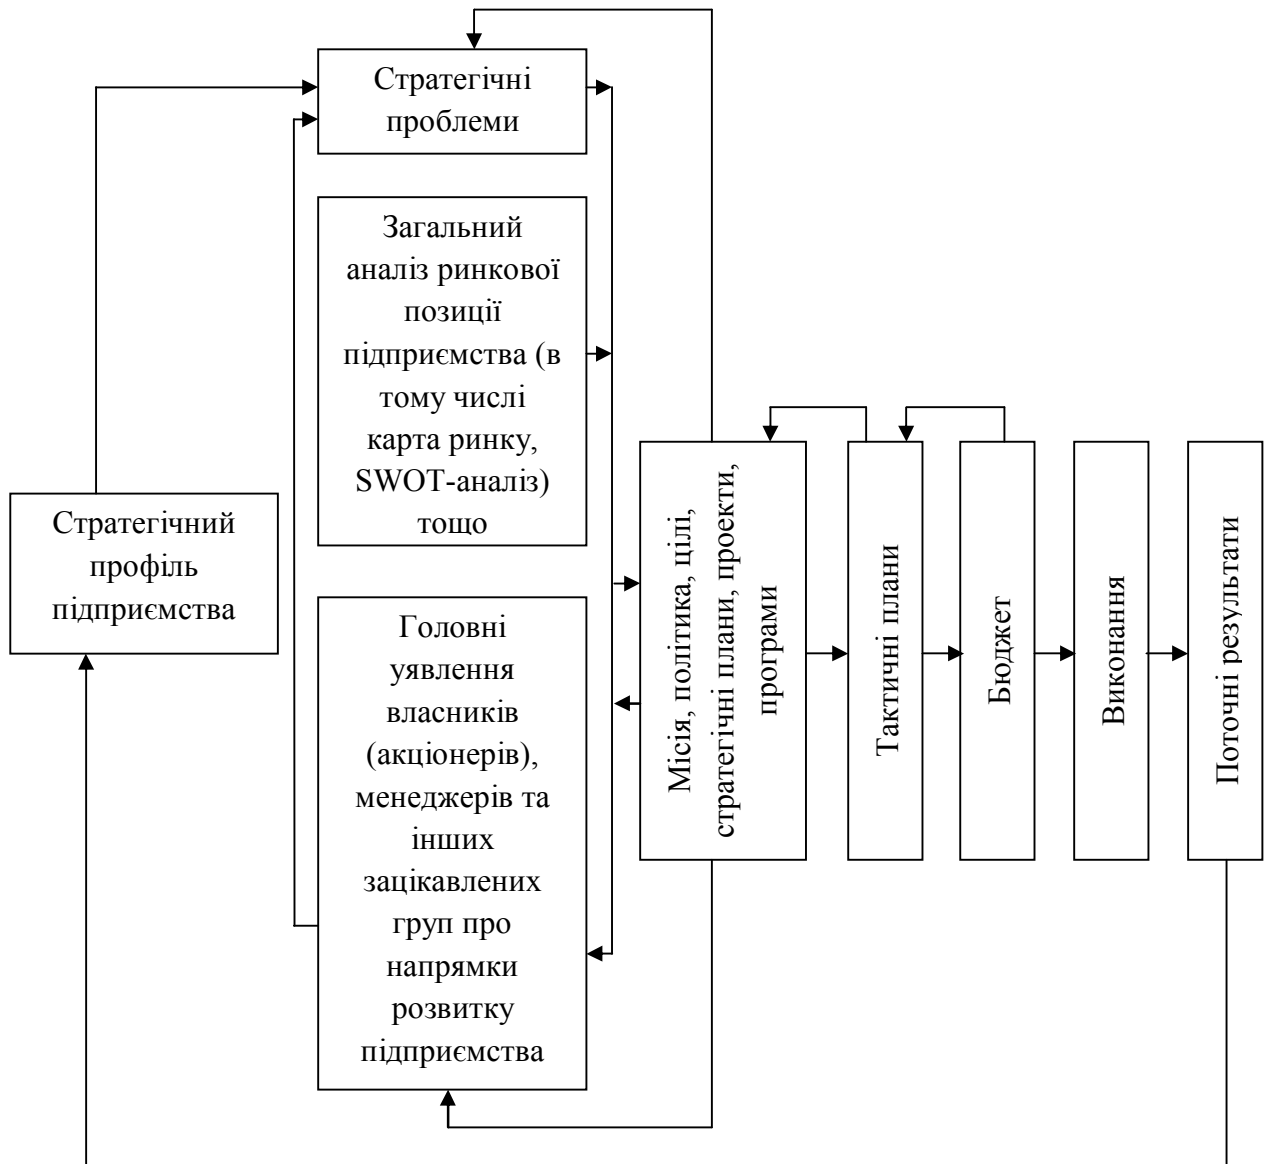 Стратегічні
проблеми
Загальний
аналіз ринкової
позиції
підприємства (в
тому числі
карта ринку,
SWOT-аналіз)
тощо
Стратегічний
профіль
підприємства
Головні
уявлення
власників
(акціонерів),
менеджерів та
інших
зацікавлених
груп про
напрямки
розвитку
підприємства
Місія, політика, цілі,
стратегічні плани, проекти,
програми
Тактичні плани
Бюджет
Виконання
Поточні результати